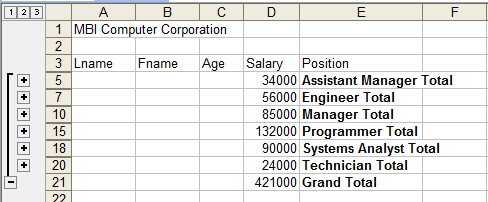 1 2 3 A B C D E F
1 MBI Computer Corporation
2
3 Lname Fname Age Salary Position
5 34000 Assistant Manager Total
7 56000 Engineer Total
10 85000 Manager Total
15 132000 Programmer Total
18 90000 Systems Analyst Total
20 24000 Technician Total
21 421000 Grand Total
22